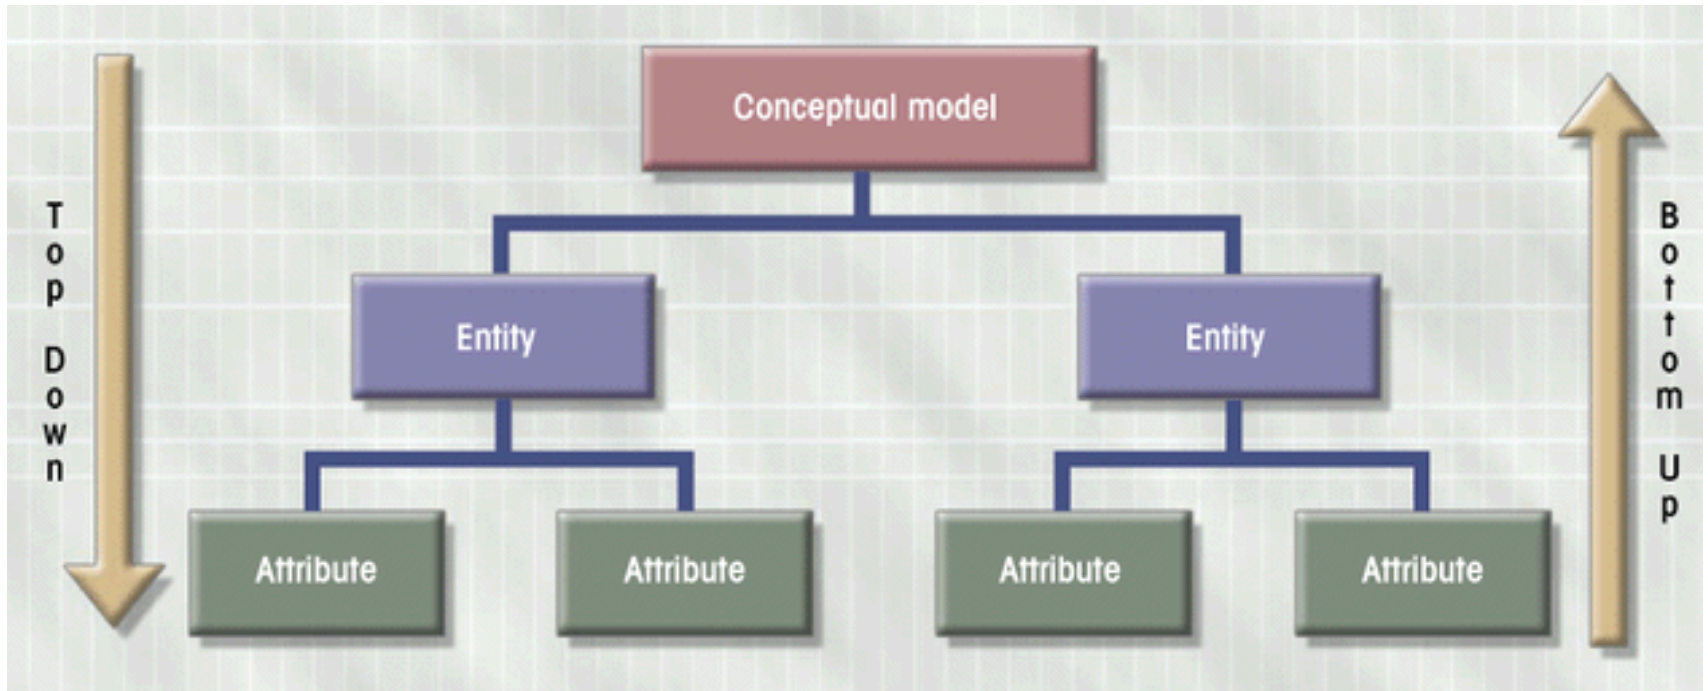 Conceptual model
Top Down
Bottom Up
Entity
Entity
Attribute
Attribute
Attribute
Attribute